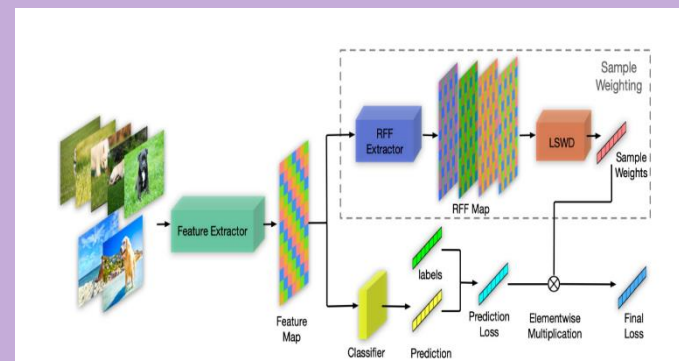 Sample
Weighting
RFF
Extractor
LSWD
Sample
Weights
RFF Map
Feature Extractor
Feature
Map
labels
Classifier
Prediction
Prediction
Loss
Elementwise
Multiplication
Final
Loss